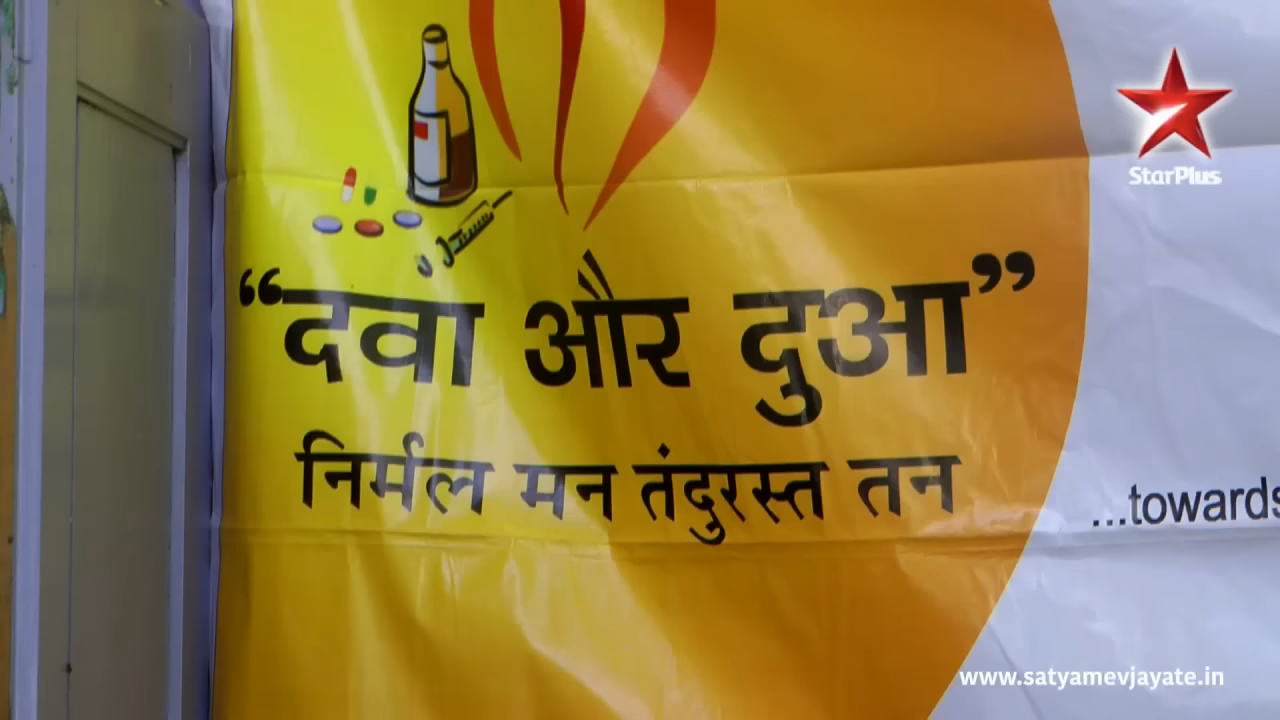 StarPlus
“दवा और दुआ”
निर्मल मन तंदुरस्त तन
...towards
www.satyamevjayate.in